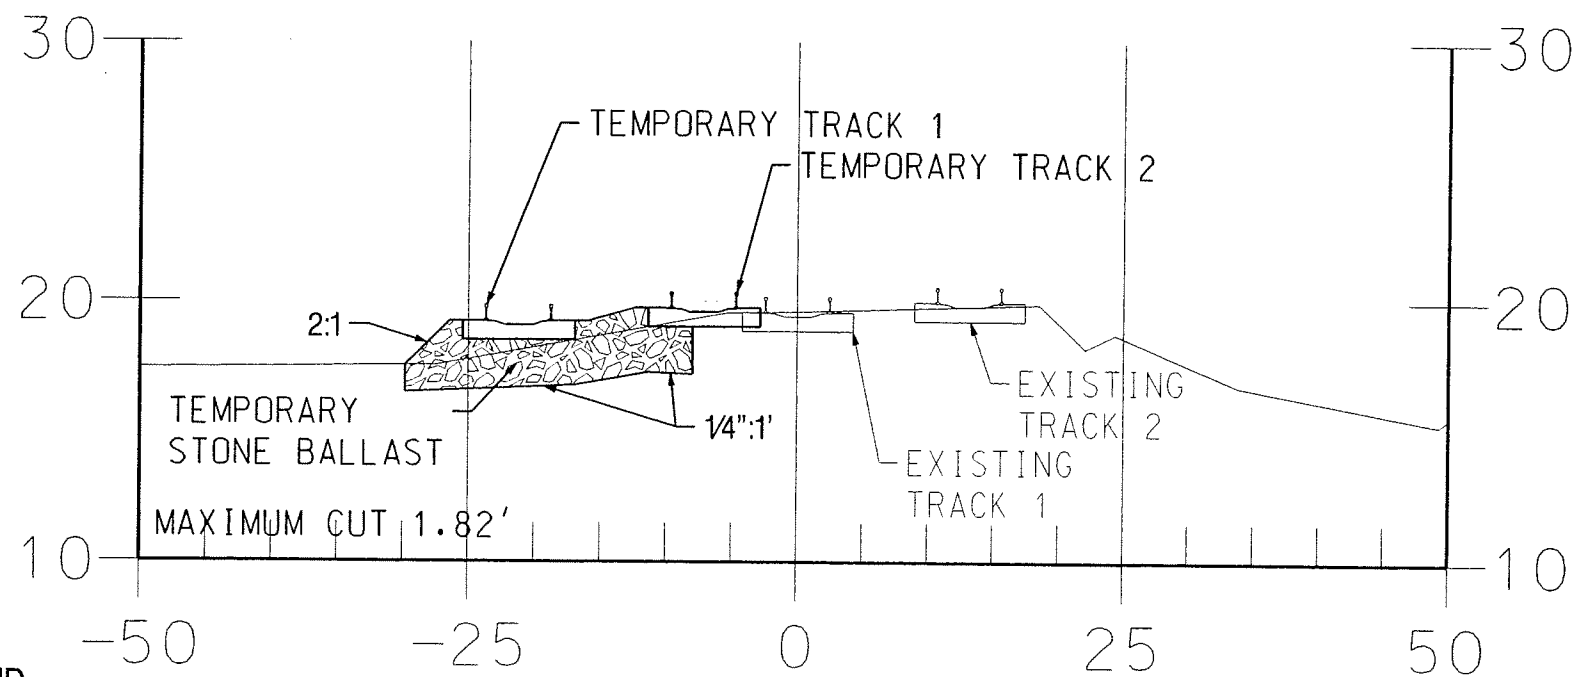 30
30
TEMPORARY TRACK 1
TEMPORARY TRACK 2
20
20
2:1
TEMPORARY
STONE BALLAST
1/4":1'
EXISTING
TRACK 2
EXISTING
TRACK 1
MAXIMUM CUT 1.82'
10
10
-50
-25
0
25
50